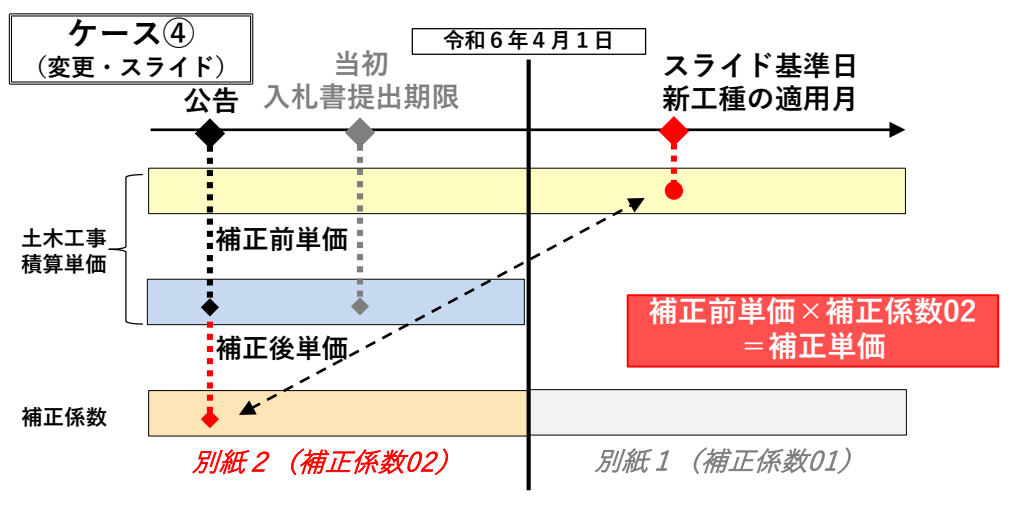 ケース④
（変更・スライド）
令和６年４月１日
公告
当初
入札書提出期限
スライド基準日
新工種の適用月
土木工事
積算単価
補正前単価
補正後単価
補正前単価×補正係数02
＝補正単価
補正係数
別紙２（補正係数02）
別紙１（補正係数01）